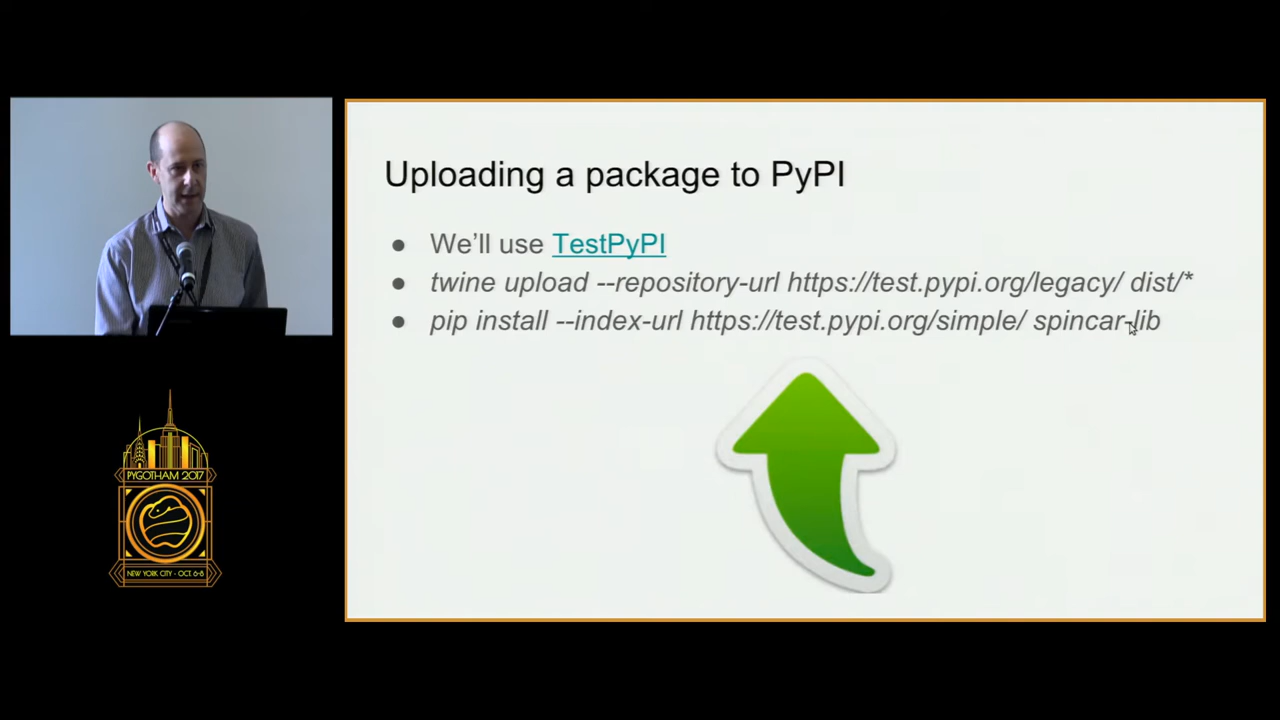 Uploading a package to PyPI
● We’ll use TestPyPI
● twine upload --repository-url https://test.pypi.org/legacy/ dist/*
● pip install --index-url https://test.pypi.org/simple/ spincar-lib
PYGOTHAM 2017
NEW YORK CITY - OCT. 6-8